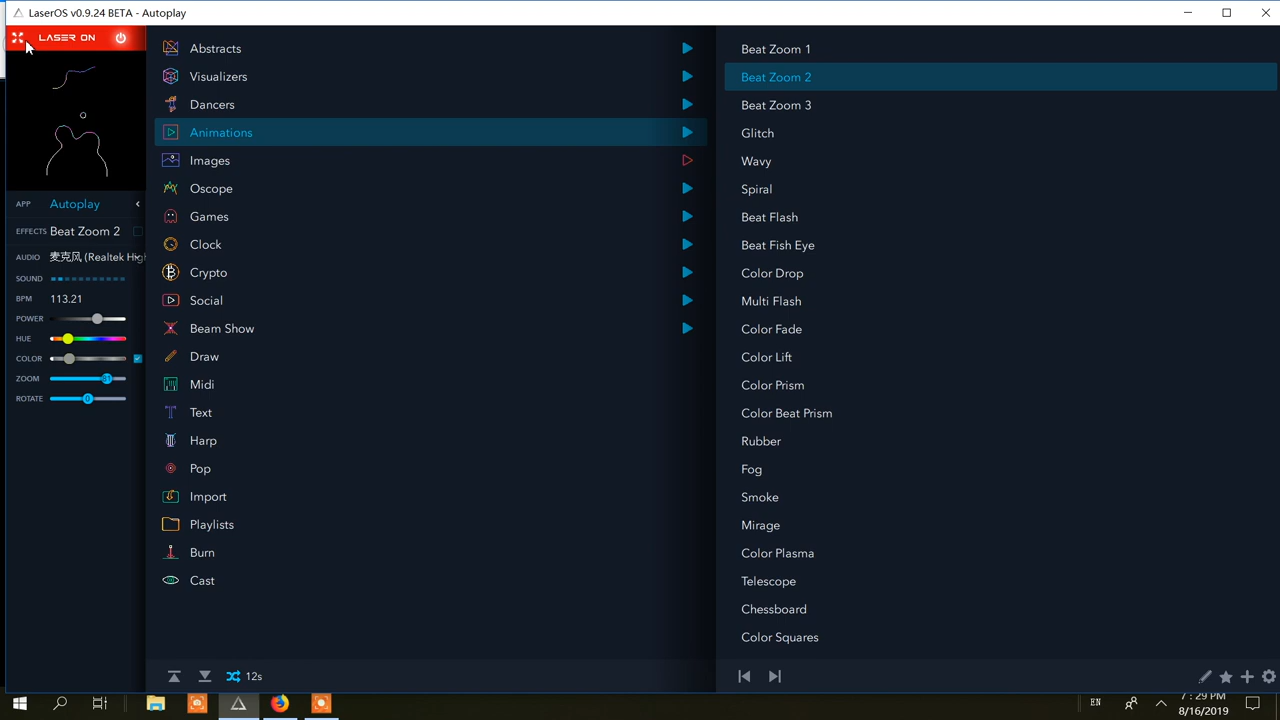 LaserOS v0.9.24 BETA - Autoplay
LASER ON
APP Autoplay
EFFECTS Beat Zoom 2
AUDIO 麦克风 (Realtek High
SOUND
BPM 113.21
POWER
HUE
COLOR
ZOOM 81
ROTATE 0
Abstracts
Visualizers
Dancers
Animations
Images
Oscope
Games
Clock
Crypto
Social
Beam Show
Draw
Midi
Text
Harp
Pop
Import
Playlists
Burn
Cast
12s
Beat Zoom 1
Beat Zoom 2
Beat Zoom 3
Glitch
Wavy
Spiral
Beat Flash
Beat Fish Eye
Color Drop
Multi Flash
Color Fade
Color Lift
Color Prism
Color Beat Prism
Rubber
Fog
Smoke
Mirage
Color Plasma
Telescope
Chessboard
Color Squares
EN
7:29 PM
8/16/2019